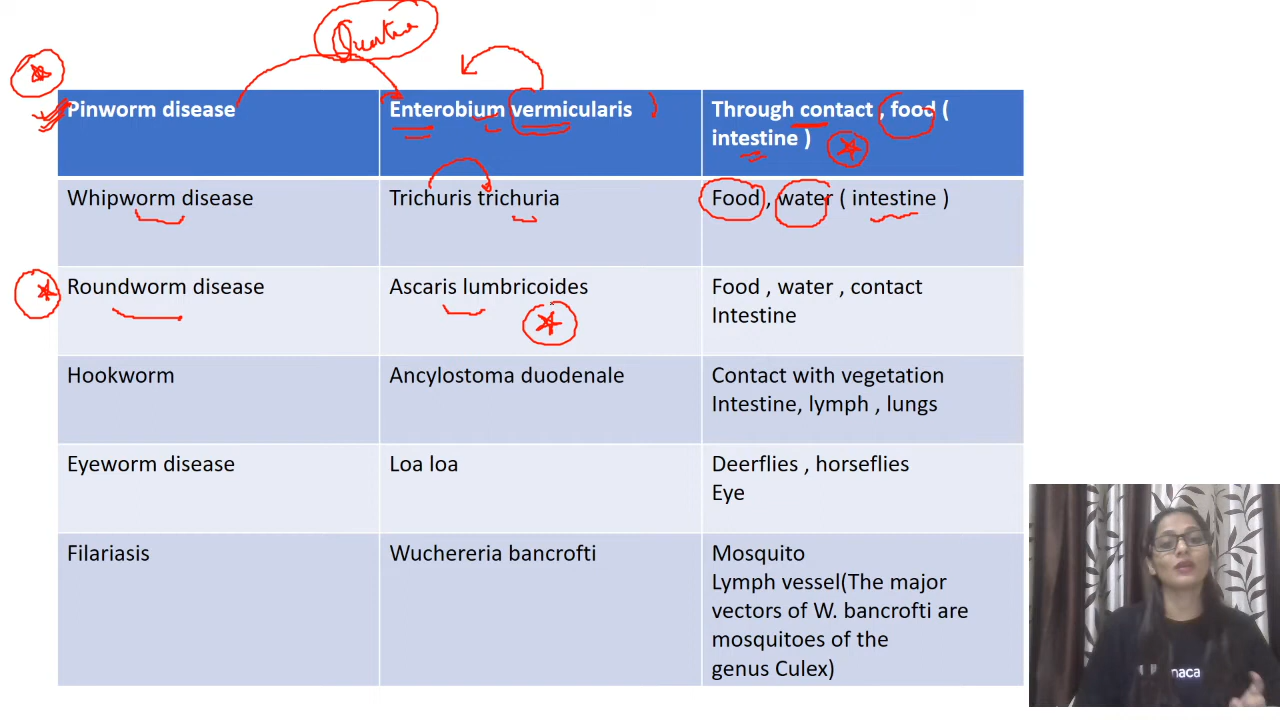 Question
Pinworm disease
Enterobium vermicularis
Through contact , food (
intestine )
Whipworm disease
Trichuris trichuria
Food , water ( intestine )
Roundworm disease
Ascaris lumbricoides
Food , water , contact
Intestine
Hookworm
Ancylostoma duodenale
Contact with vegetation
Intestine, lymph , lungs
Eyeworm disease
Loa loa
Deerflies , horseflies
Eye
Filariasis
Wuchereria bancrofti
Mosquito
Lymph vessel(The major
vectors of W. bancrofti are
mosquitoes of the
genus Culex)